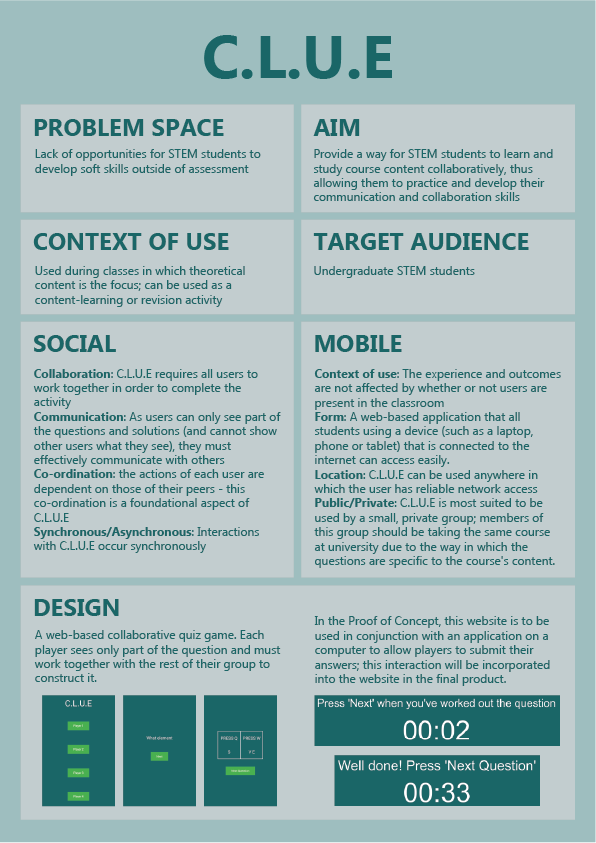 C.L.U.E
PROBLEM SPACE
Lack of opportunities for STEM students to
develop soft skills outside of assessment
AIM
Provide a way for STEM students to learn and
study course content collaboratively, thus
allowing them to practice and develop their
communication and collaboration skills
CONTEXT OF USE
Used during classes in which theoretical
content is the focus; can be used as a
content-learning or revision activity
TARGET AUDIENCE
Undergraduate STEM students
SOCIAL
Collaboration: C.L.U.E requires all users to
work together in order to complete the
activity
Communication: As users can only see part of
the questions and solutions (and cannot show
other users what they see), they must
effectively communicate with others
Co-ordination: the actions of each user are
dependent on those of their peers - this
co-ordination is a foundational aspect of
C.L.U.E
Synchronous/Asynchronous: Interactions
with C.L.U.E occur synchronously
MOBILE
Context of use: The experience and outcomes
are not affected by whether or not users are
present in the classroom
Form: A web-based application that all
students using a device (such as a laptop,
phone or tablet) that is connected to the
internet can access easily.
Location: C.L.U.E can be used anywhere in
which the user has reliable network access
Public/Private: C.L.U.E is most suited to be
used by a small, private group; members of
this group should be taking the same course
at university due to the way in which the
questions are specific to the course's content.
DESIGN
A web-based collaborative quiz game. Each
player sees only part of the question and must
work together with the rest of their group to
construct it.
C.L.U.E
What element
PRESS Q PRESS W
In the Proof of Concept, this website is to be
used in conjunction with an application on a
computer to allow players to submit their
answers; this interaction will be incorporated
into the website in the final product.
Press 'Next' when you've worked out the question
00:02
Well done! Press 'Next Question'
00:33